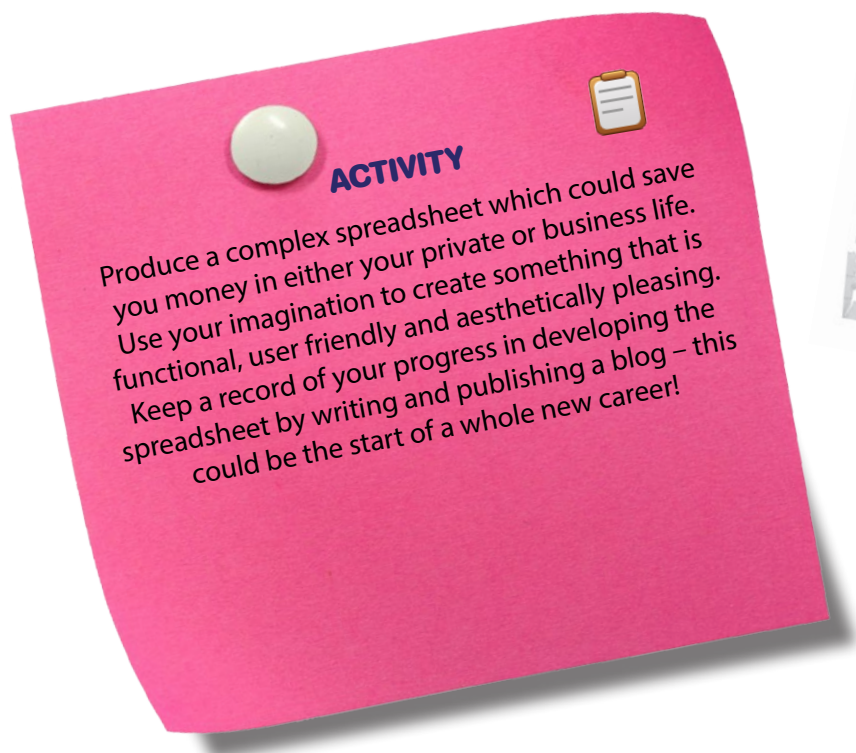 ACTIVITY
Produce a complex spreadsheet which could save
you money in either your private or business life.
Use your imagination to create something that is
functional, user friendly and aesthetically pleasing.
Keep a record of your progress in developing the
spreadsheet by writing and publishing a blog – this
could be the start of a whole new career!